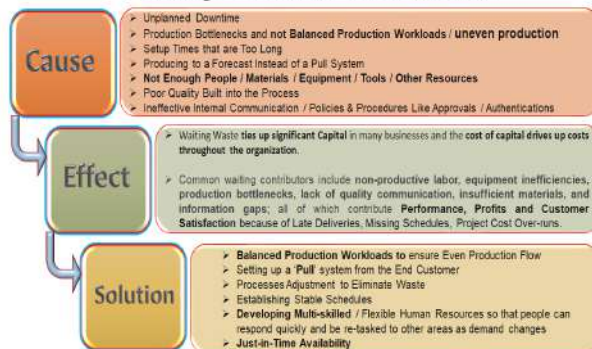 Cause
Unplanned Downtime
Production Bottlenecks and not Balanced Production Workloads / uneven production
Setup Times that are Too Long
Producing to a Forecast Instead of a Pull System
Not Enough People / Materials / Equipment / Tools / Other Resources
Poor Quality Built into the Process
Ineffective Internal Communication / Policies & Procedures Like Approvals / Authentications
Effect
Waiting Waste ties up significant Capital in many businesses and the cost of capital drives up costs
throughout the organization.
Common waiting contributors include non-productive labor, equipment inefficiencies,
production bottlenecks, lack of quality communication, insufficient materials, and
information gaps; all of which contribute Performance, Profits and Customer
Satisfaction because of Late Deliveries, Missing Schedules, Project Cost Over-runs.
Solution
Balanced Production Workloads to ensure Even Production Flow
Setting up a 'Pull' system from the End Customer
Processes Adjustment to Eliminate Waste
Establishing Stable Schedules
Developing Multi-skilled / Flexible Human Resources so that people can
respond quickly and be re-tasked to other areas as demand changes
Just-in-Time Availability